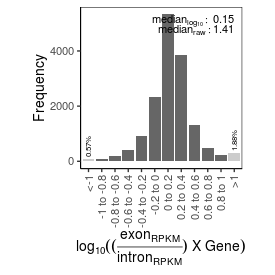 median_log10 : 0.15
median_raw : 1.41
Frequency
4000
2000
0
0.57%
1.88%
<-1
-1 to -0.8
-0.8 to -0.6
-0.6 to -0.4
-0.4 to -0.2
-0.2 to 0
0 to 0.2
0.2 to 0.4
0.4 to 0.6
0.6 to 0.8
0.8 to 1
>1
log10((exonRPKM/intronRPKM) X Gene)